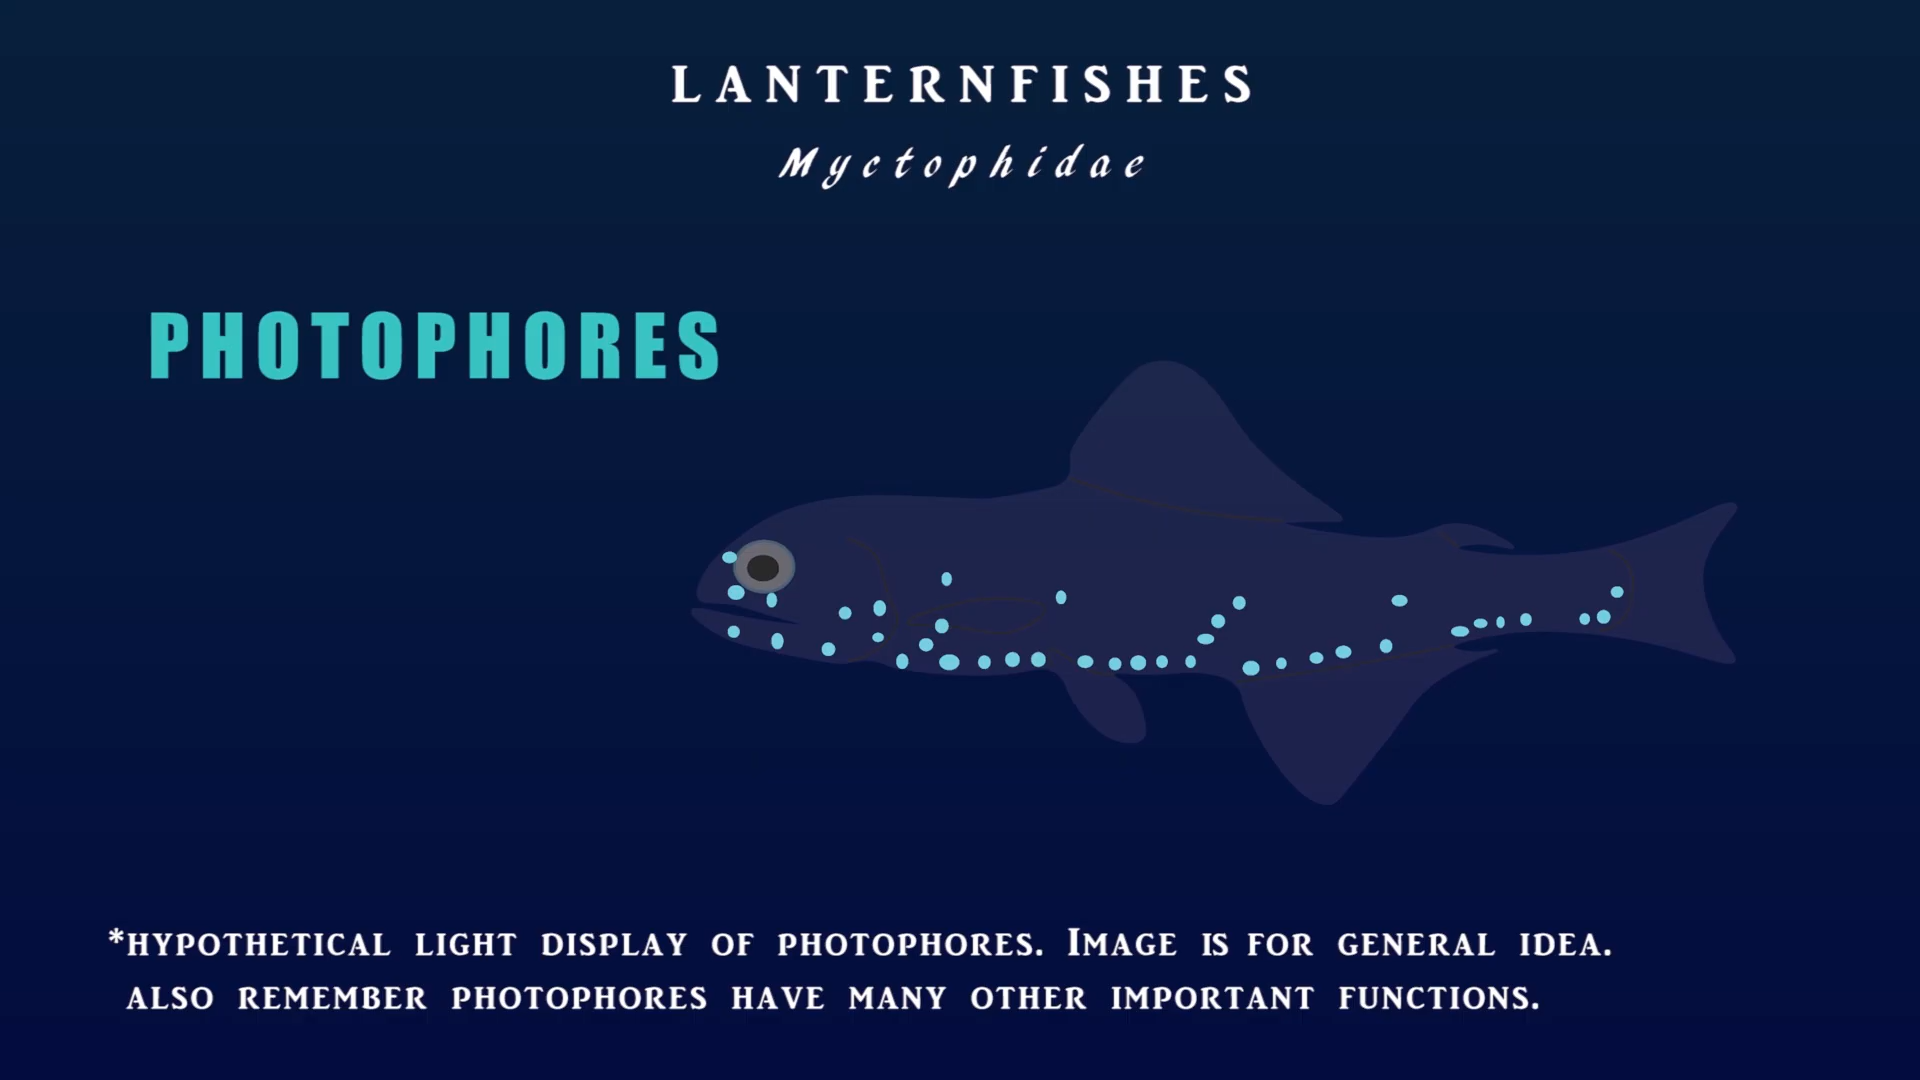 LANTERNFISHES
Myctophidae
PHOTOPHORES
*HYPOTHETICAL LIGHT DISPLAY OF PHOTOPHORES. IMAGE IS FOR GENERAL IDEA.
ALSO REMEMBER PHOTOPHORES HAVE MANY OTHER IMPORTANT FUNCTIONS.